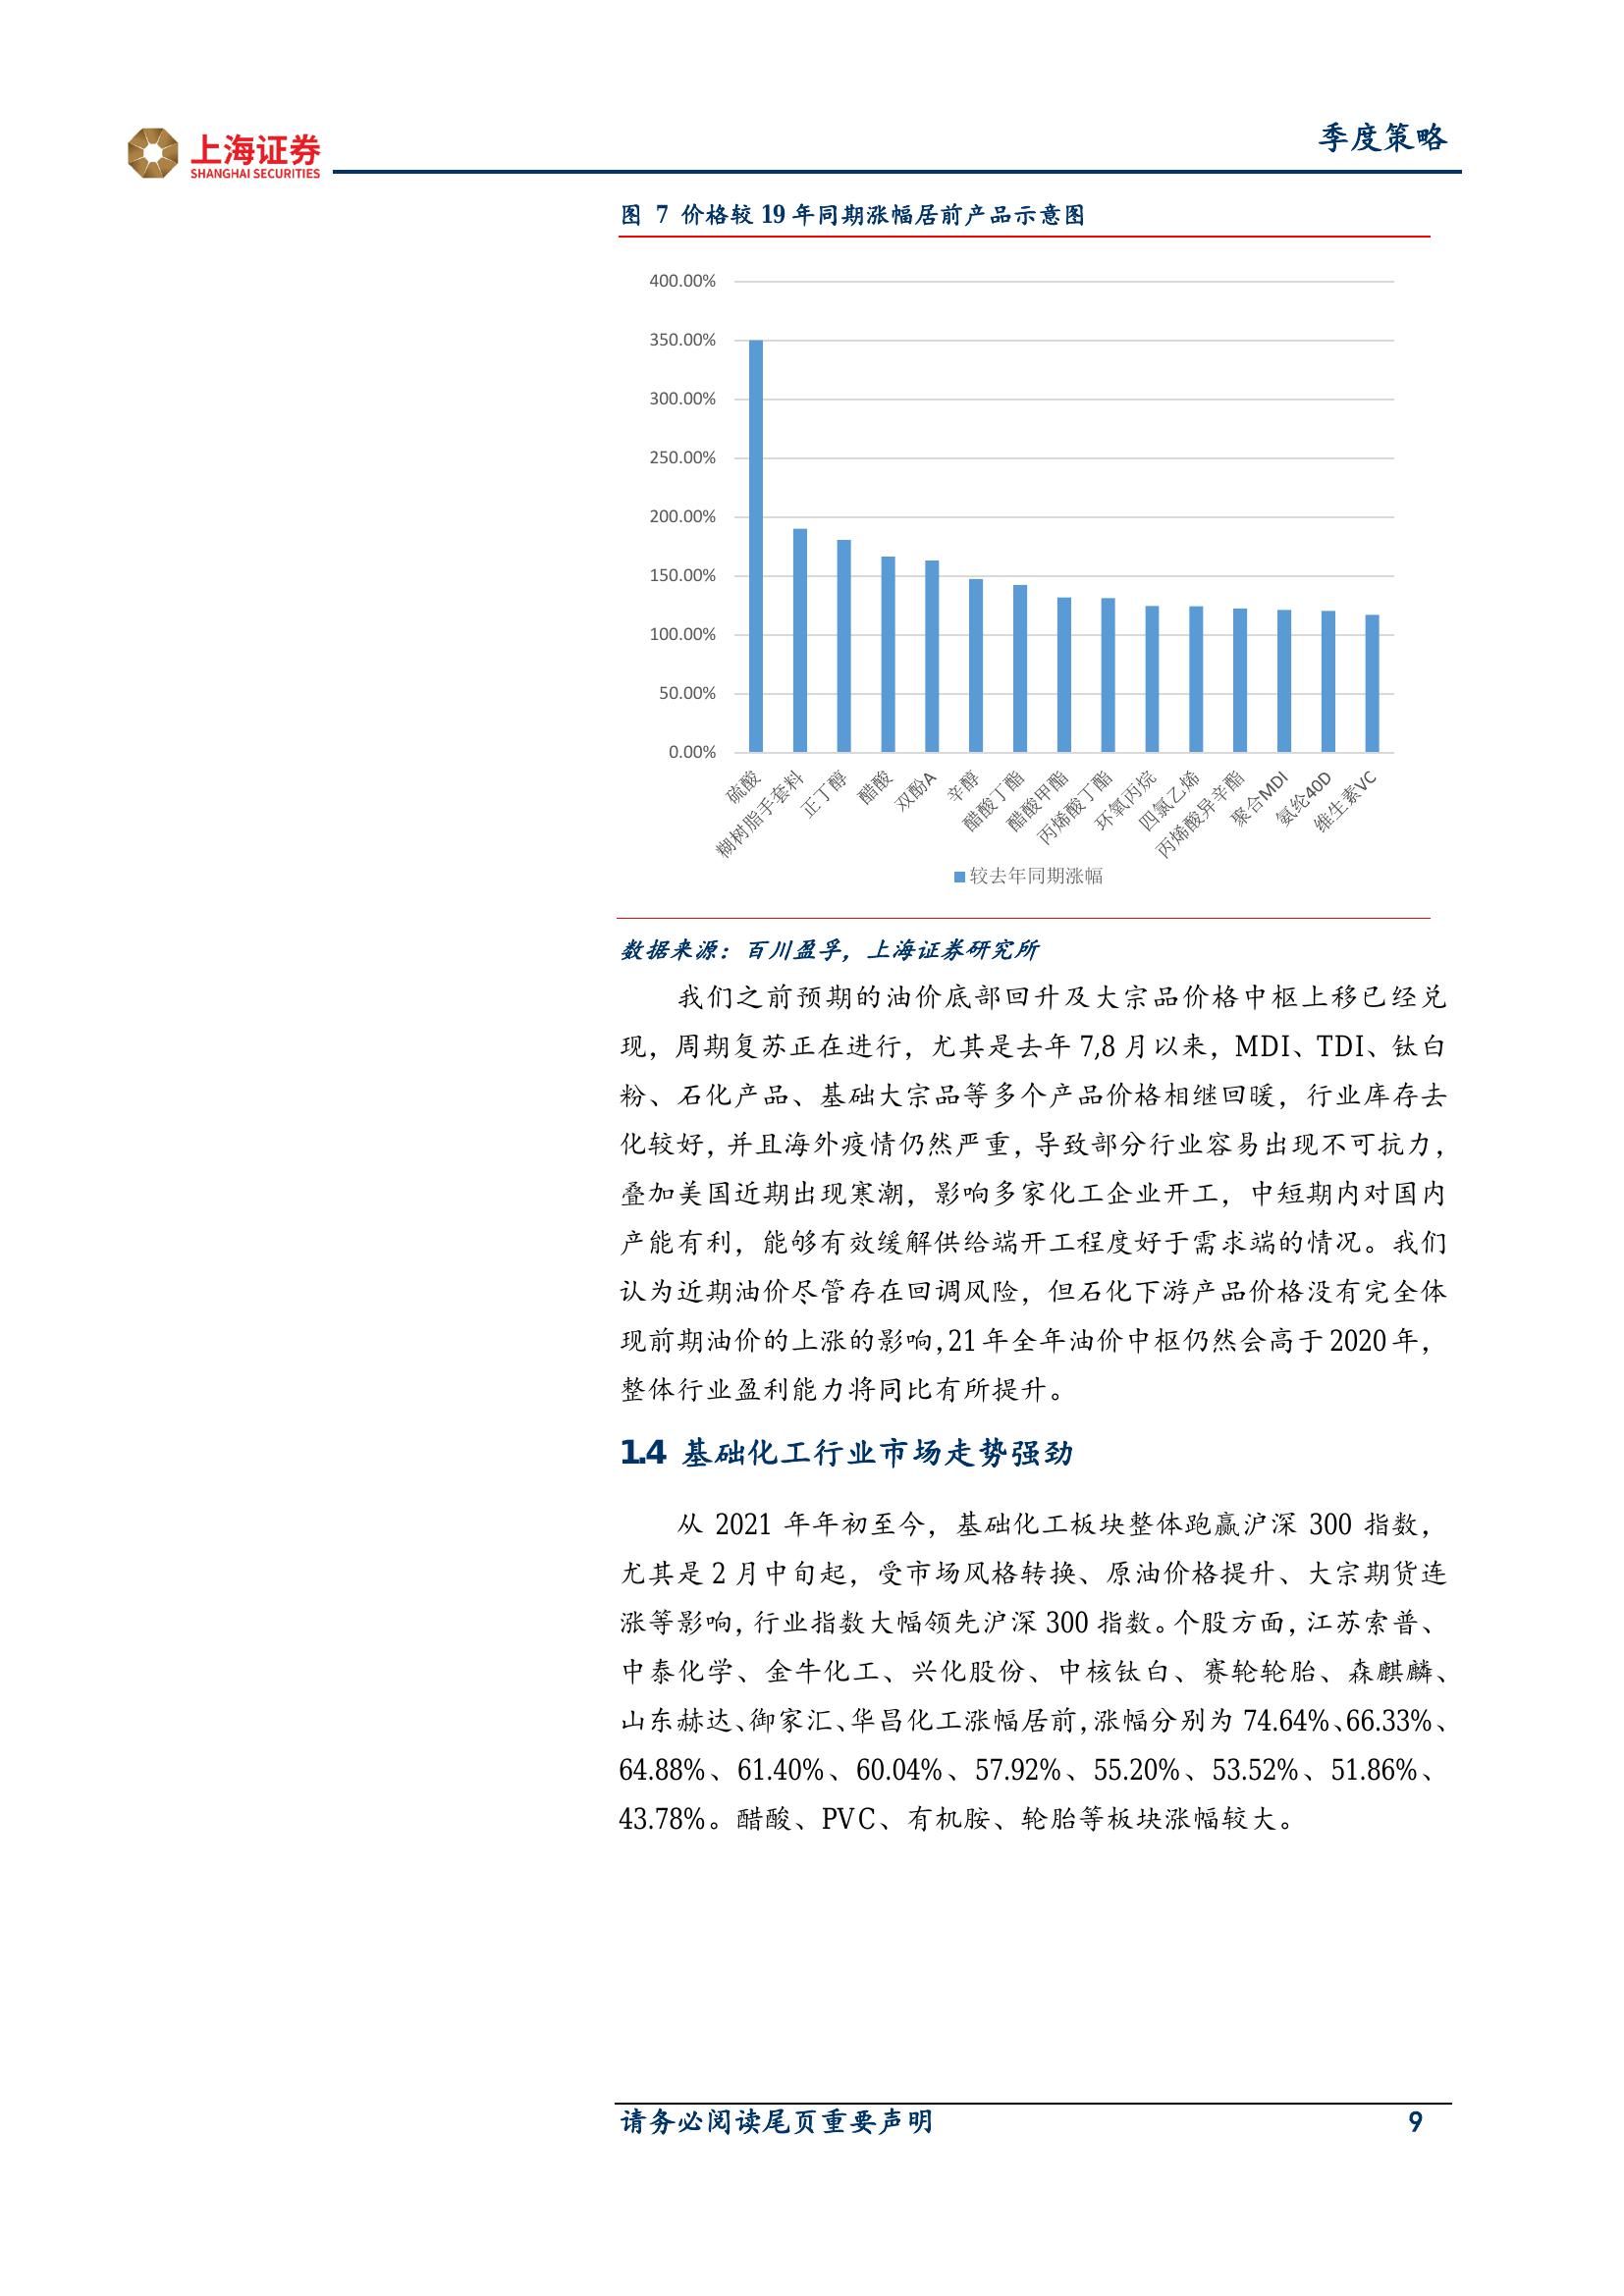 上海证券
SHANGHAI SECURITIES
季度策略
图 7 价格较 19 年同期涨幅居前产品示意图
400.00%
350.00%
300.00%
250.00%
200.00%
150.00%
100.00%
50.00%
0.00%
硫酸
糊树脂手套料
正丁醇
醋酸
双酚A
辛醇
醋酸丁酯
醋酸甲酯
丙烯酸丁酯
环氧丙烷
四氯乙烯
丙烯酸异辛酯
聚合MDI
氨纶40D
维生素VC
较去年同期涨幅
数据来源：百川盈孚，上海证券研究所
我们之前预期的油价底部回升及大宗品价格中枢上移已经兑
现，周期复苏正在进行，尤其是去年 7,8 月以来，MDI、TDI、钛白
粉、石化产品、基础大宗品等多个产品价格相继回暖，行业库存去
化较好，并且海外疫情仍然严重，导致部分行业容易出现不可抗力，
叠加美国近期出现寒潮，影响多家化工企业开工，中短期内对国内
产能有利，能够有效缓解供给端开工程度好于需求端的情况。我们
认为近期油价尽管存在回调风险，但石化下游产品价格没有完全体
现前期油价的上涨的影响，21 年全年油价中枢仍然会高于 2020 年，
整体行业盈利能力将同比有所提升。
1.4 基础化工行业市场走势强劲
从 2021 年年初至今，基础化工板块整体跑赢沪深 300 指数，
尤其是 2 月中旬起，受市场风格转换、原油价格提升、大宗期货连
涨等影响，行业指数大幅领先沪深 300 指数。个股方面，江苏索普、
中泰化学、金牛化工、兴化股份、中核钛白、赛轮轮胎、森麒麟、
山东赫达、御家汇、华昌化工涨幅居前，涨幅分别为 74.64%、66.33%、
64.88%、61.40%、60.04%、57.92%、55.20%、53.52%、51.86%、
43.78%。醋酸、PVC、有机胺、轮胎等板块涨幅较大。
请务必阅读尾页重要声明
9